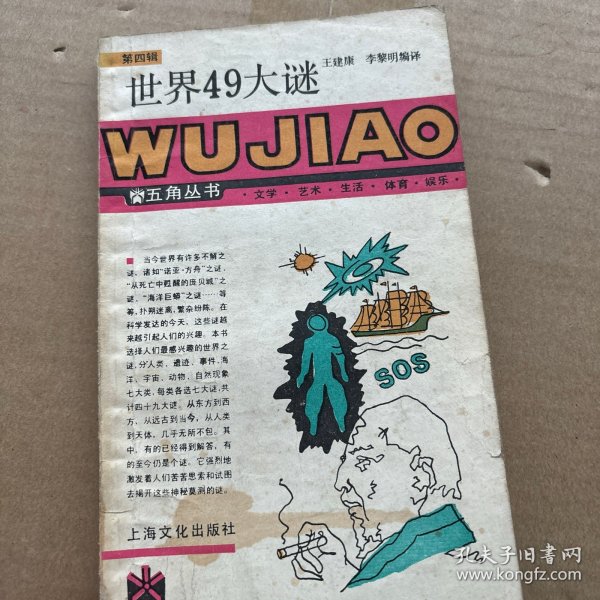 第四辑
世界49大谜
王建康 李黎明编译
WUJIAO
五角丛书
·文学·艺术·生活·体育·娱乐·
当今世界有许多不解之
谜、诸如“诺亚·方舟”之谜,
“从死亡中甦醒的庞贝城”之
谜,“海洋巨蟒”之谜……等
等,扑朔迷离,繁杂纷陈。在
科学发达的今天、这些谜越
来越引起人们的兴趣。本书
选择人们最感兴趣的世界之
谜,分人类、遗迹、事件、海
洋、宇宙、动物、自然现象
七大类,每类各选七大谜,共
计四十九大谜。从东方到西
方、从远古到当今,从人类
到天体,几乎无所不包。其
中,有的已经得到解答,有
的至今仍是个谜。它强烈地
激发着人们苦苦思索和试图
去揭开这些神秘莫测的谜。
SOS
上海文化出版社
孔夫子旧书网
www.kongfz.com